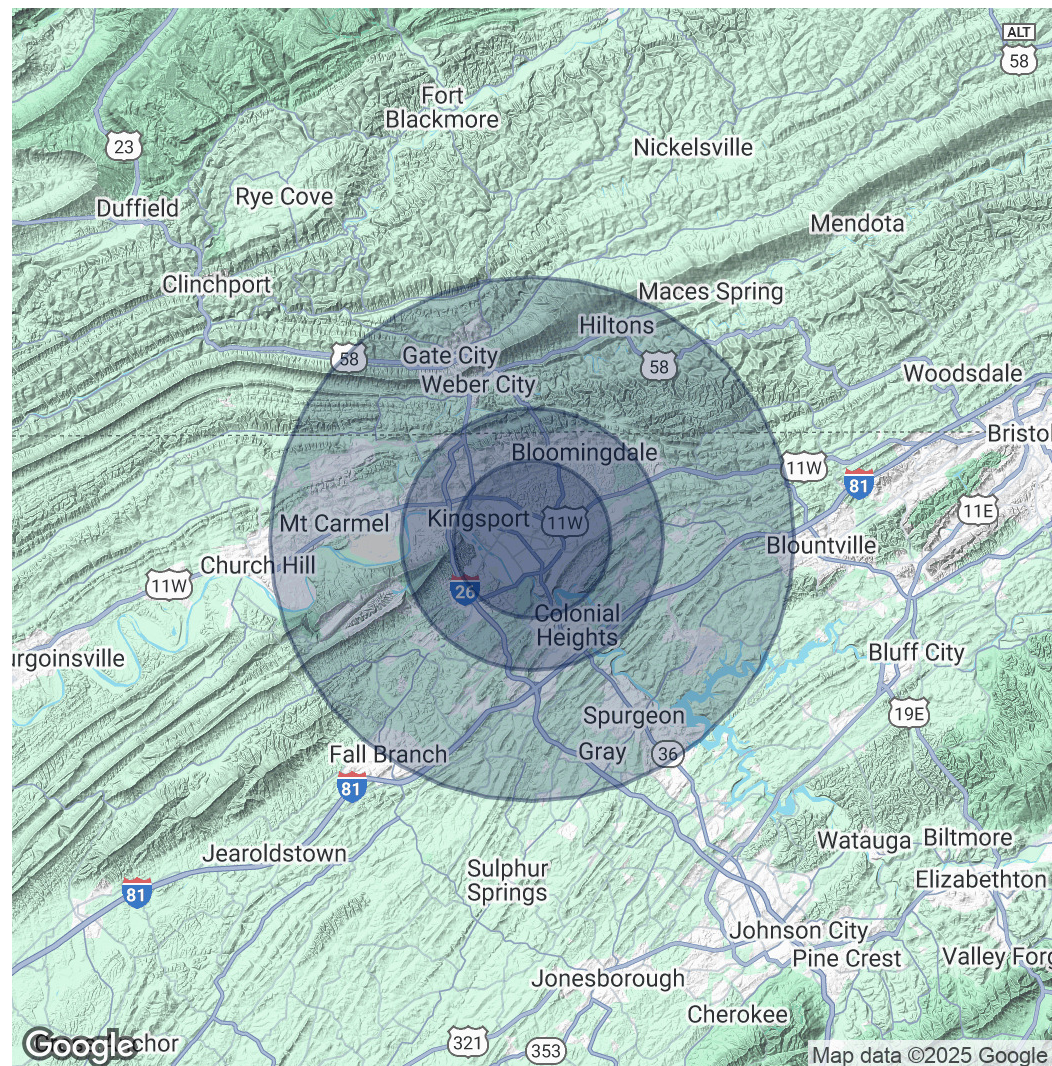 ALT
58
Fort
Blackmore
23
Nickelsville
Rye Cove
Duffield
Mendota
Clinchport
Maces Spring
Hiltons
58
Gate City
58
Weber City
Woodsdale
Bristol
Bloomingdale
11W
81
11E
Kingsport
11W
Mt Carmel
Blountville
Church Hill
11W
26
Colonial
Heights
urgoinsville
Bluff City
19E
Spurgeon
Gray
36
Fall Branch
81
Watauga
Biltmore
Jearoldstown
Sulphur
Springs
Elizabethton
81
Johnson City
Pine Crest
Valley Forg
Jonesborough
Cherokee
Google
chor
321
353
Map data ©2025 Google